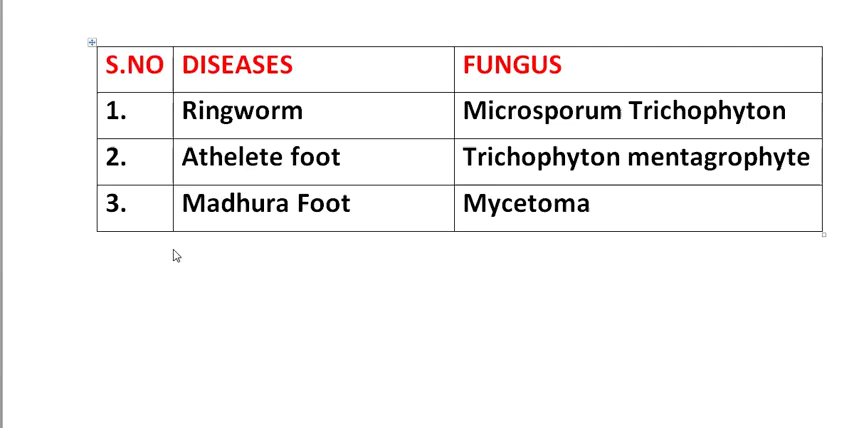 S.NO DISEASES FUNGUS
1. Ringworm Microsporum Trichophyton
2. Athelete foot Trichophyton mentagrophyte
3. Madhura Foot Mycetoma